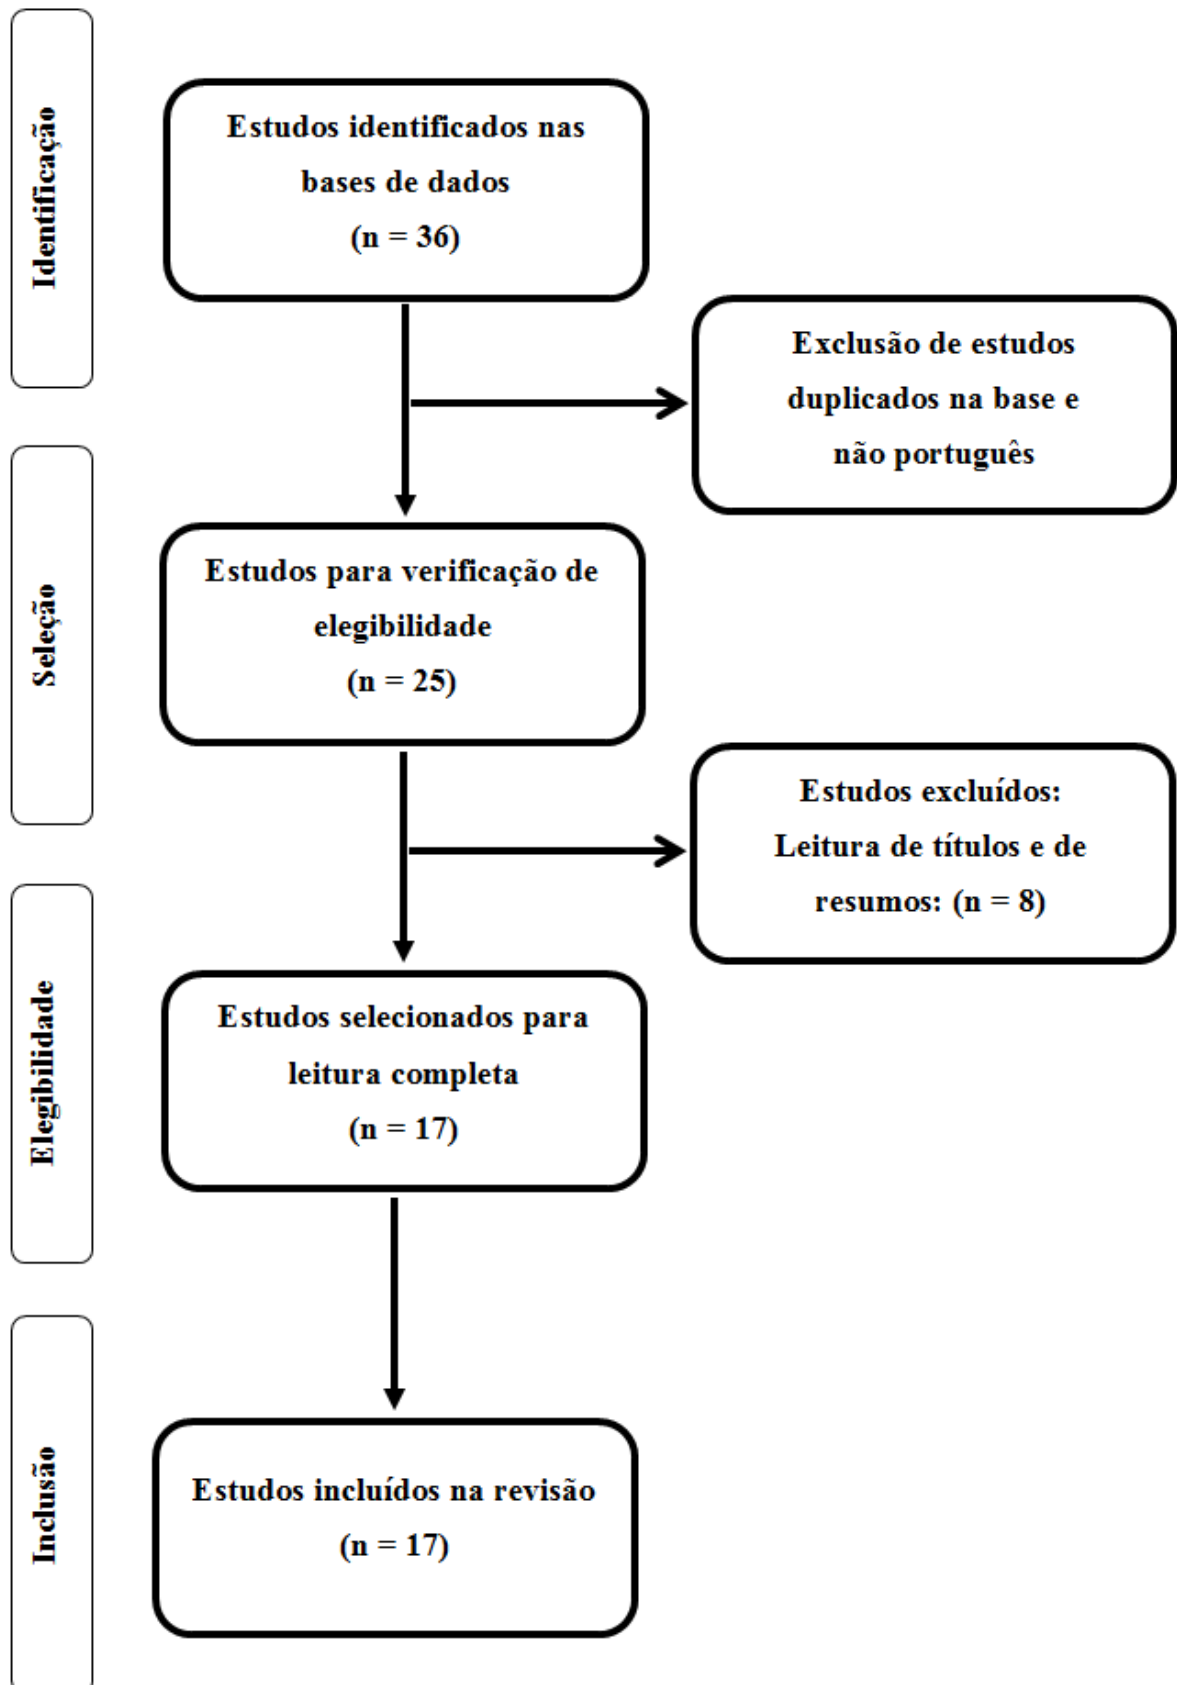 Identificação
Estudos identificados nas
bases de dados
(n = 36)
Exclusão de estudos
duplicados na base e
não português
Seleção
Estudos para verificação de
elegibilidade
(n = 25)
Estudos excluídos:
Leitura de títulos e de
resumos: (n = 8)
Elegibilidade
Estudos selecionados para
leitura completa
(n = 17)
Inclusão
Estudos incluídos na revisão
(n = 17)